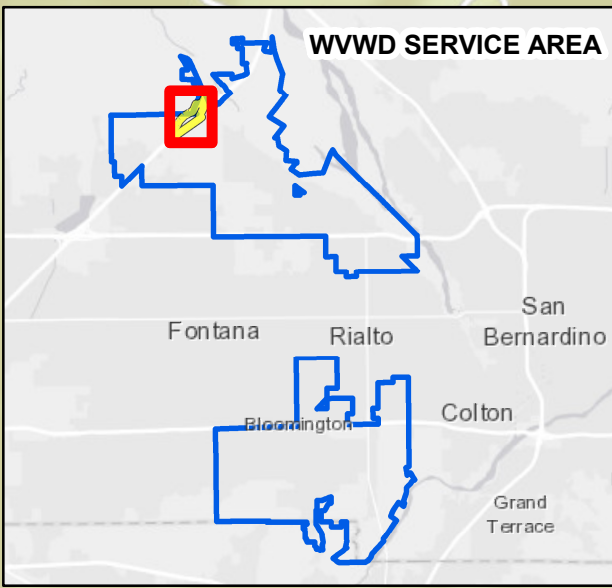 WVWD SERVICE AREA
Fontana
Rialto
San
Bernardino
Bloomington
Colton
Grand
Terrace